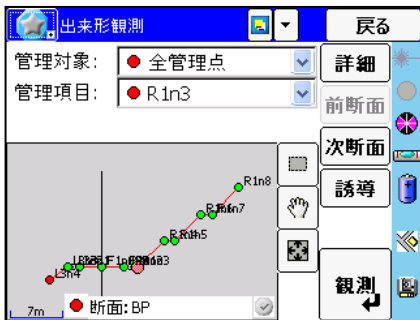 出来形観測
戻る
管理対象: 全管理点
詳細
管理項目: R1n3
前断面
次断面
誘導
R1n8
L3n4
7m
断面:BP
観測